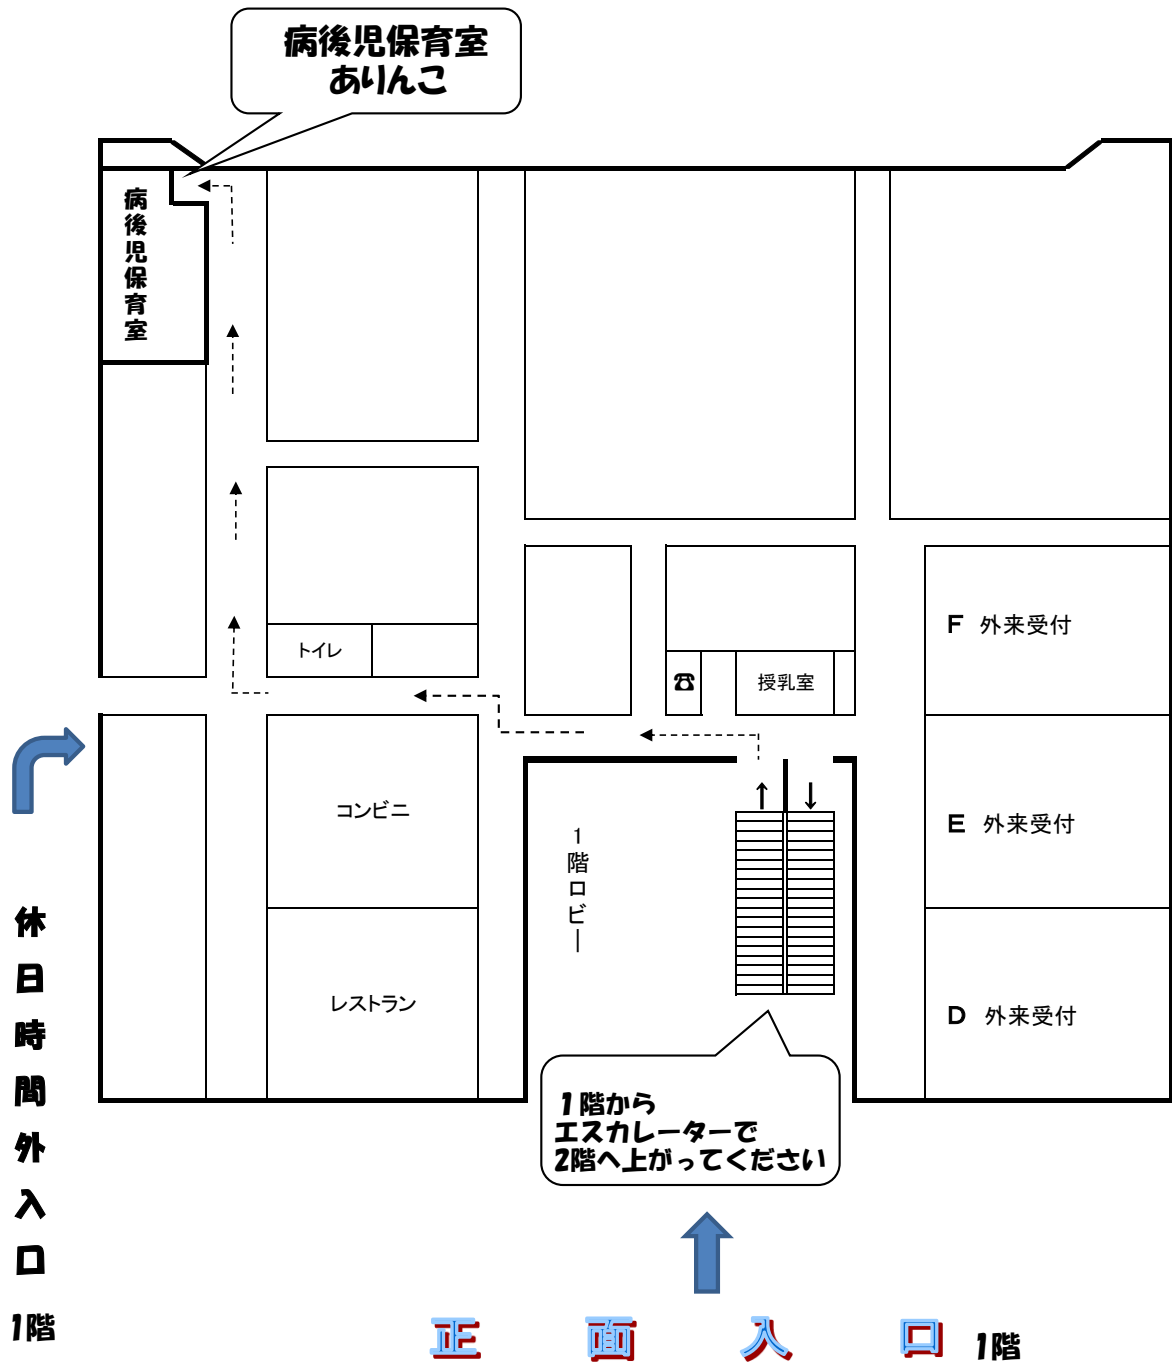 病後児保育室
ありんこ
病後児保育室
トイレ
☎
授乳室
F 外来受付
コンビニ
1階ロビー
E 外来受付
レストラン
D 外来受付
1階から
エスカレーターで
2階へ上がってください
休日時間外入口
1階
正面入口
1階